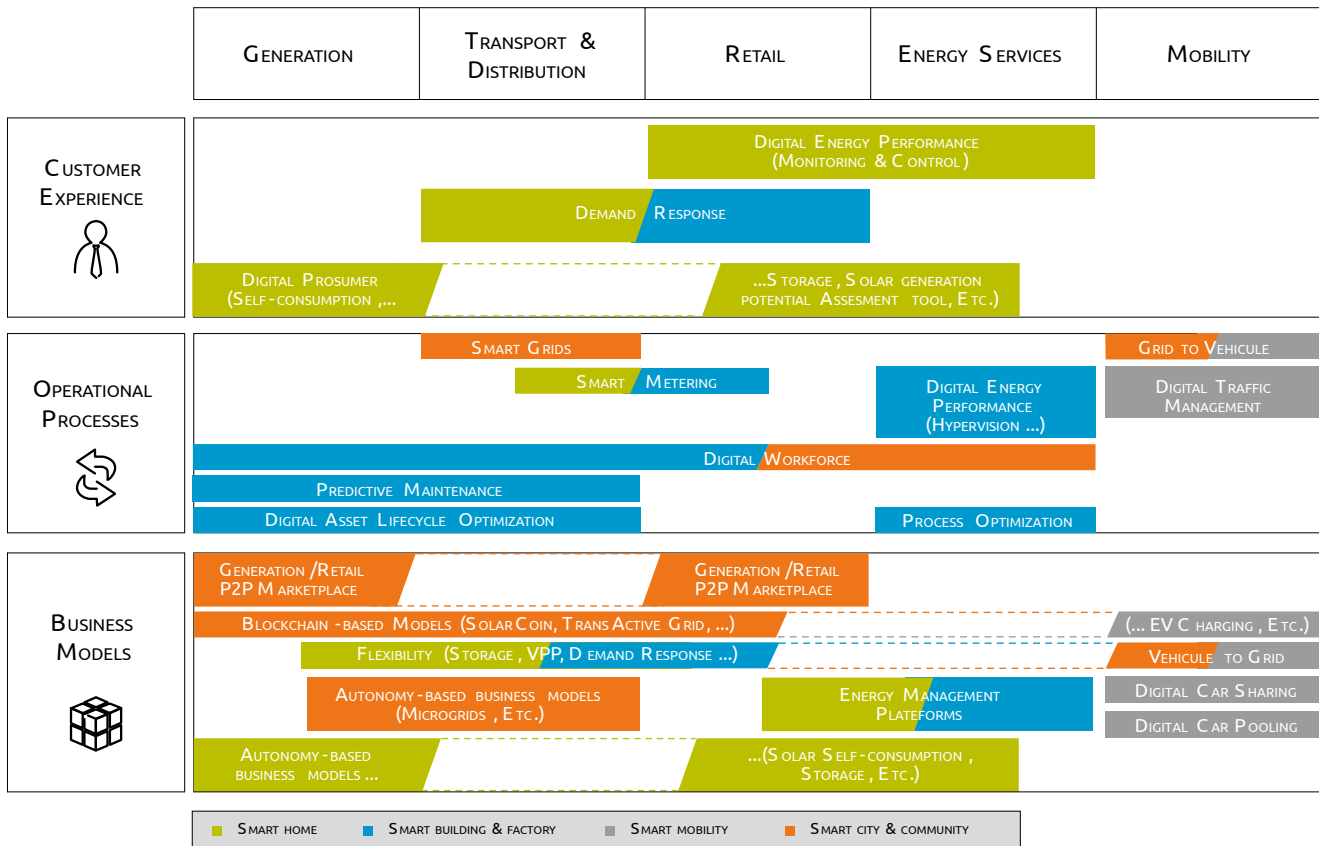 GENERATION
TRANSPORT &
DISTRIBUTION
RETAIL
ENERGY SERVICES
MOBILITY
CUSTOMER
EXPERIENCE
DIGITAL ENERGY PERFORMANCE
(MONITORING & CONTROL)
DEMAND RESPONSE
DIGITAL PROSUMER
(SELF-CONSUMPTION,...
...STORAGE, SOLAR GENERATION
POTENTIAL ASSESMENT TOOL, ETC.)
OPERATIONAL
PROCESSES
SMART GRIDS
GRID TO VEHICULE
SMART METERING
DIGITAL ENERGY
PERFORMANCE
(HYPERVISION ...)
DIGITAL TRAFFIC
MANAGEMENT
DIGITAL WORKFORCE
PREDICTIVE MAINTENANCE
DIGITAL ASSET LIFECYCLE OPTIMIZATION
PROCESS OPTIMIZATION
BUSINESS
MODELS
GENERATION /RETAIL
P2P MARKETPLACE
GENERATION /RETAIL
P2P MARKETPLACE
BLOCKCHAIN-BASED MODELS (SOLARCOIN, TRANSACTIVE GRID, ...)
(... EV CHARGING, ETC.)
FLEXIBILITY (STORAGE, VPP, DEMAND RESPONSE ...)
VEHICULE TO GRID
AUTONOMY-BASED BUSINESS MODELS
(MICROGRIDS, ETC.)
ENERGY MANAGEMENT
PLATEFORMS
DIGITAL CAR SHARING
DIGITAL CAR POOLING
AUTONOMY-BASED
BUSINESS MODELS ...
...(SOLAR SELF-CONSUMPTION,
STORAGE, ETC.)
SMART HOME
SMART BUILDING & FACTORY
SMART MOBILITY
SMART CITY & COMMUNITY